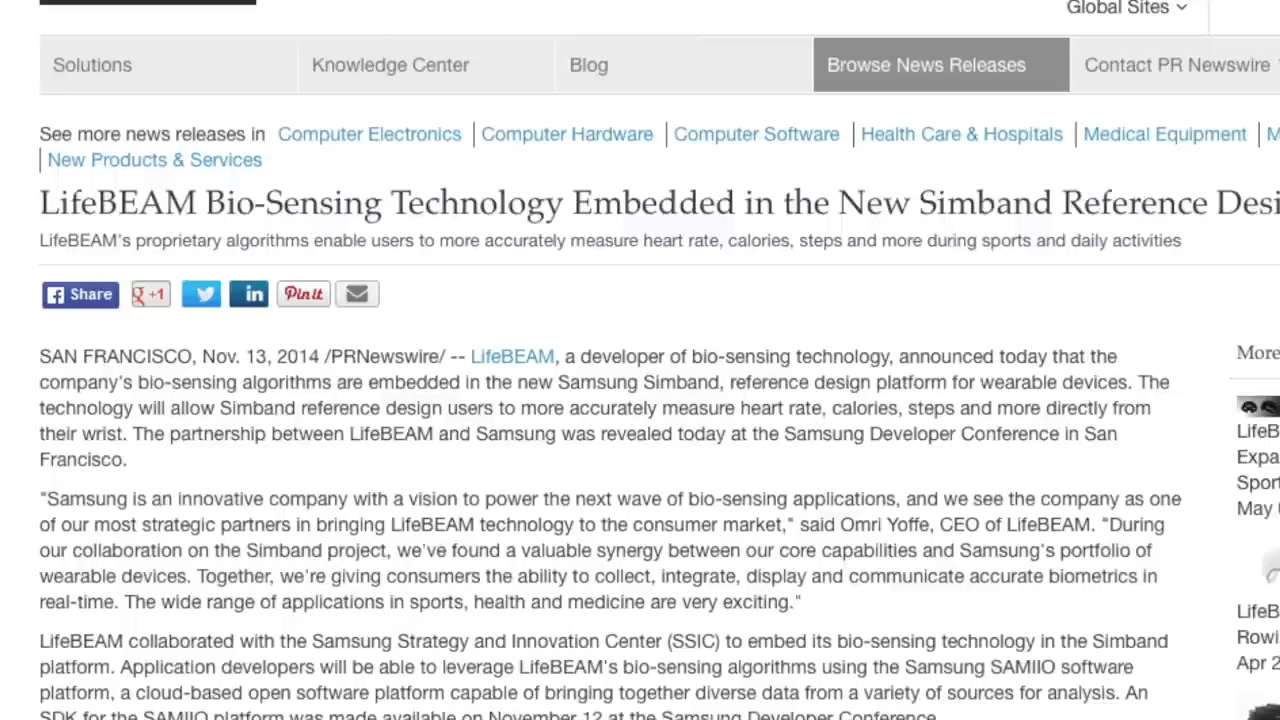 Global Sites
Solutions
Knowledge Center
Blog
Browse News Releases
Contact PR Newswire
See more news releases in Computer Electronics | Computer Hardware | Computer Software | Health Care & Hospitals | Medical Equipment |
| New Products & Services
LifeBEAM Bio-Sensing Technology Embedded in the New Simband Reference Desi
LifeBEAM's proprietary algorithms enable users to more accurately measure heart rate, calories, steps and more during sports and daily activities
Share
g +1
in
Pin it
SAN FRANCISCO, Nov. 13, 2014 /PRNewswire/ -- LifeBEAM, a developer of bio-sensing technology, announced today that the
company's bio-sensing algorithms are embedded in the new Samsung Simband, reference design platform for wearable devices. The
technology will allow Simband reference design users to more accurately measure heart rate, calories, steps and more directly from
their wrist. The partnership between LifeBEAM and Samsung was revealed today at the Samsung Developer Conference in San
Francisco.
"Samsung is an innovative company with a vision to power the next wave of bio-sensing applications, and we see the company as one
of our most strategic partners in bringing LifeBEAM technology to the consumer market," said Omri Yoffe, CEO of LifeBEAM. "During
our collaboration on the Simband project, we've found a valuable synergy between our core capabilities and Samsung's portfolio of
wearable devices. Together, we're giving consumers the ability to collect, integrate, display and communicate accurate biometrics in
real-time. The wide range of applications in sports, health and medicine are very exciting."
LifeBEAM collaborated with the Samsung Strategy and Innovation Center (SSIC) to embed its bio-sensing technology in the Simband
platform. Application developers will be able to leverage LifeBEAM's bio-sensing algorithms using the Samsung SAMIIO software
platform, a cloud-based open software platform capable of bringing together diverse data from a variety of sources for analysis. An
SDK for the SAMIIO platform was made available on November 12 at the Samsung Developer Conference.
More
LifeB
Expa
Sport
May
LifeB
Rowi
Apr 2